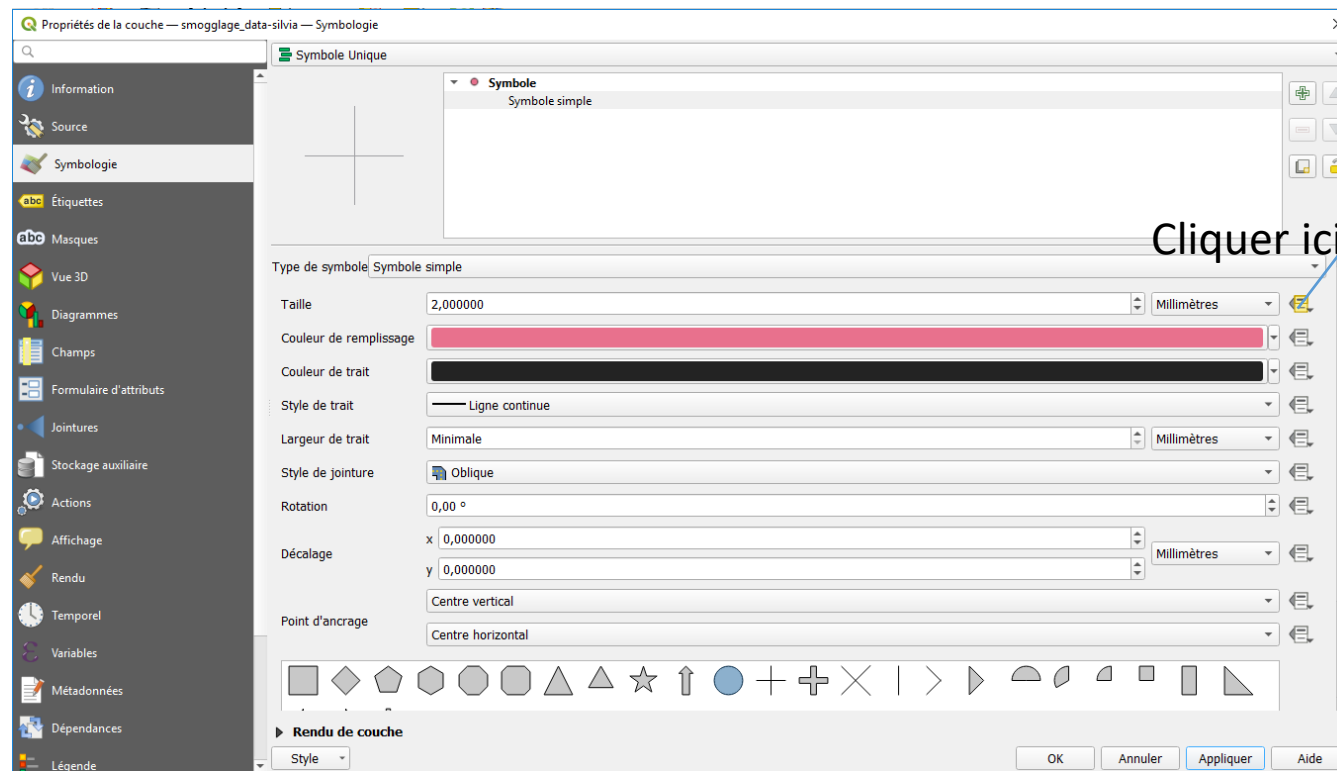 Propriétés de la couche — smogglage_data-silvia — Symbologie
Information
Source
Symbologie
abc Étiquettes
abc Masques
Vue 3D
Diagrammes
Champs
Formulaire d'attributs
Jointures
Stockage auxiliaire
Actions
Affichage
Rendu
Temporel
Variables
Métadonnées
Dépendances
Légende
Symbole Unique
Symbole
Symbole simple
Cliquer ici
Type de symbole Symbole simple
Taille 2,000000 Millimètres
Couleur de remplissage
Couleur de trait
Style de trait Ligne continue
Largeur de trait Minimale Millimètres
Style de jointure Oblique
Rotation 0,00 °
Décalage x 0,000000 Millimètres
y 0,000000
Point d'ancrage Centre vertical
Centre horizontal
Rendu de couche
Style OK Annuler Appliquer Aide